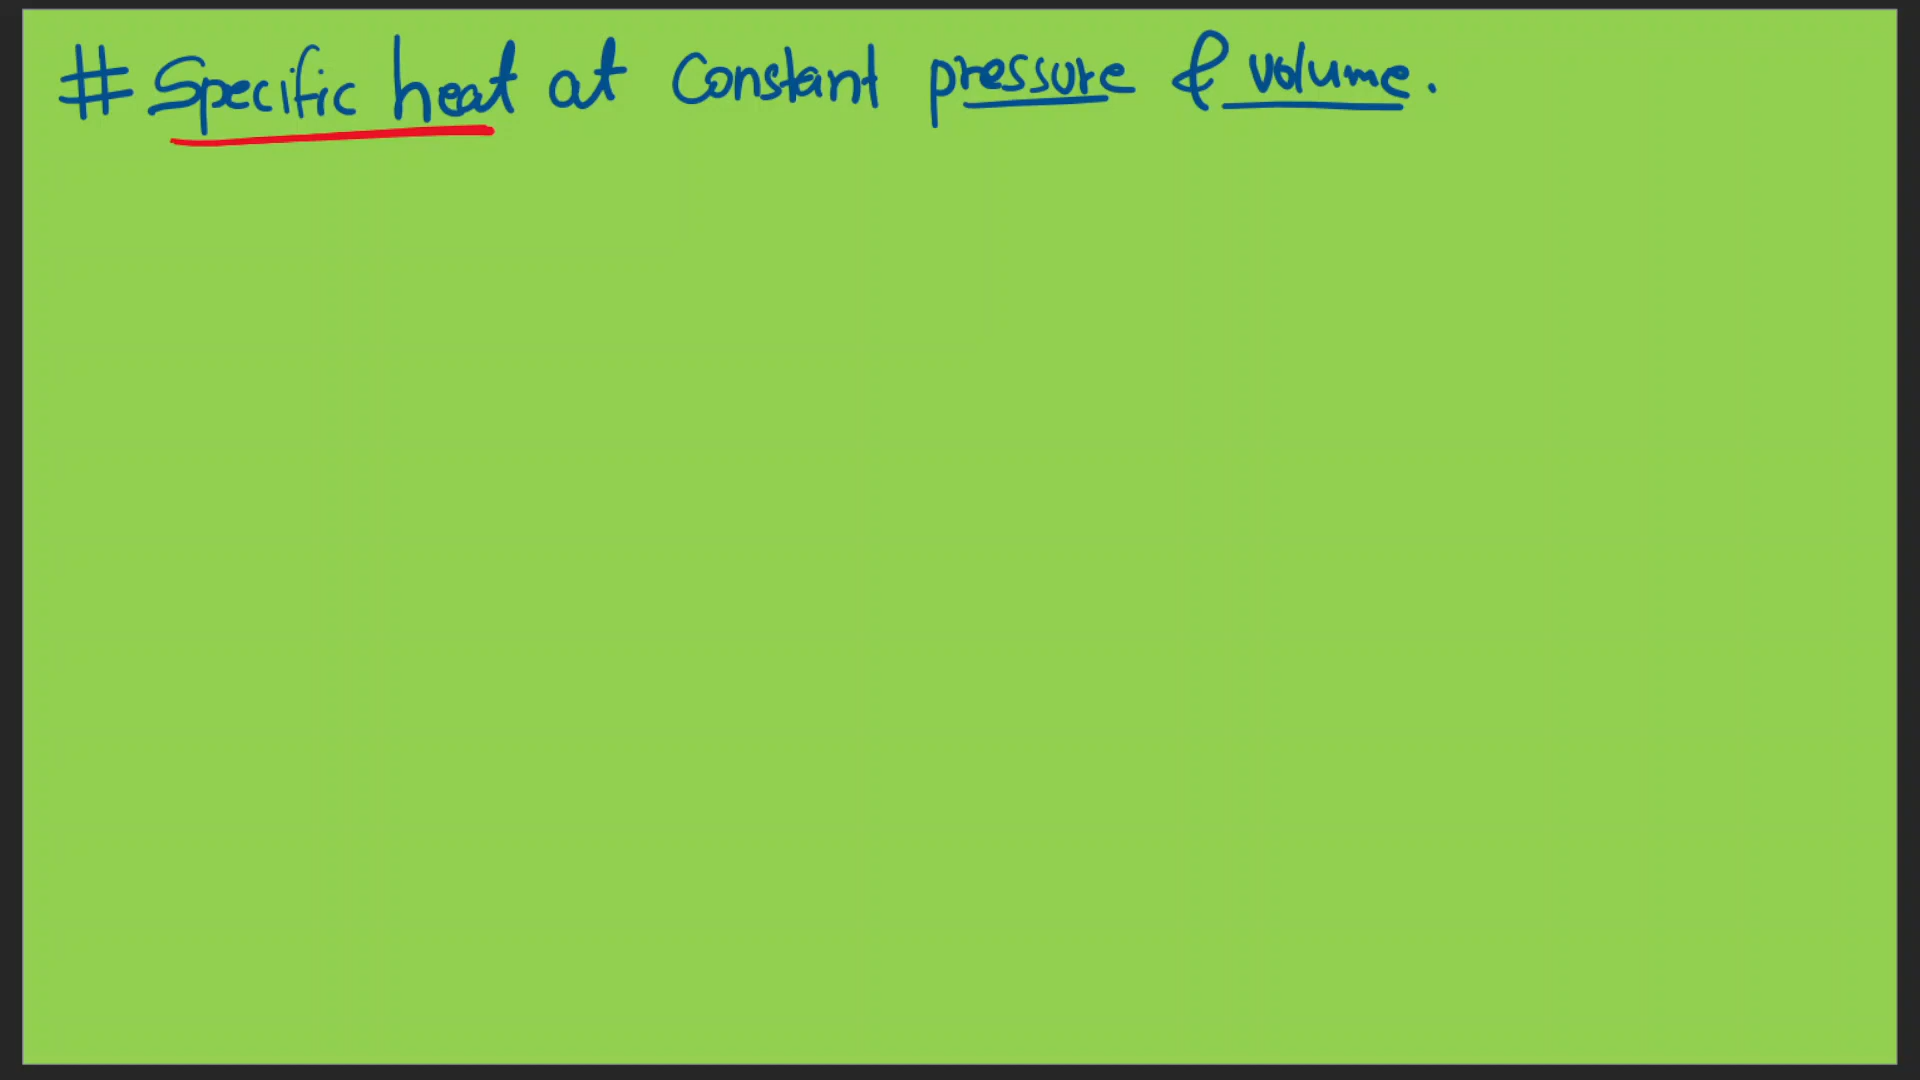 # Specific heat at Constant pressure & volume.